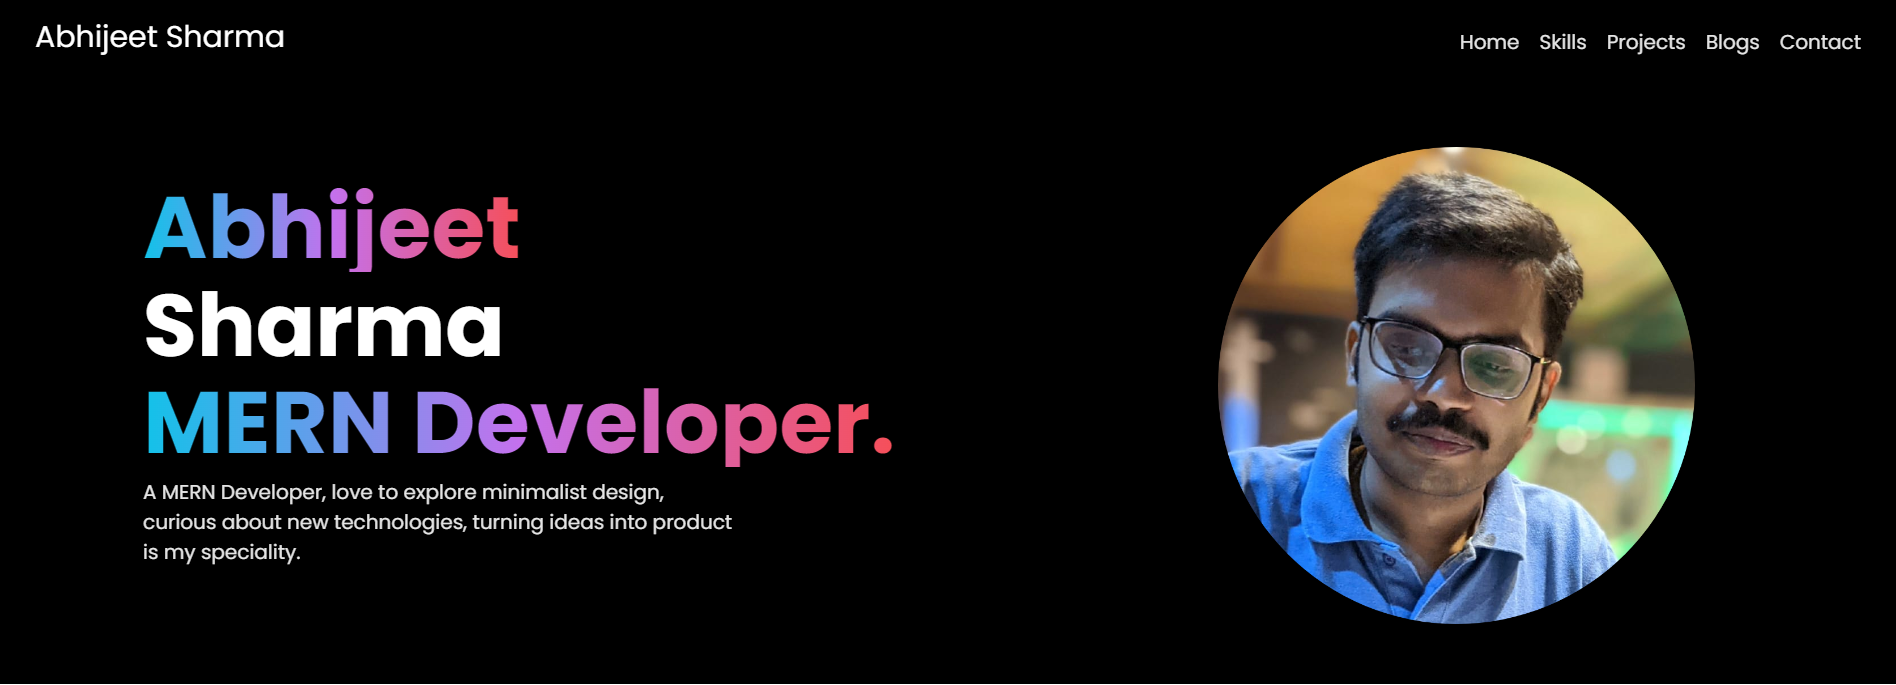 Abhijeet Sharma
Home Skills Projects Blogs Contact
Abhijeet
Sharma
MERN Developer.
A MERN Developer, love to explore minimalist design,
curious about new technologies, turning ideas into product
is my speciality.